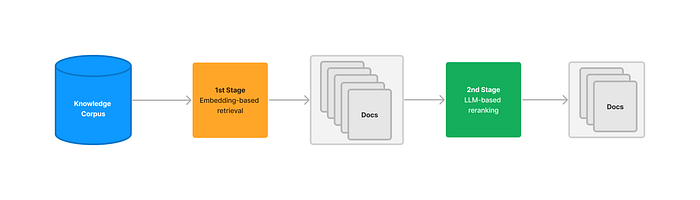 Knowledge
Corpus
1st Stage
Embedding-based
retrieval
Docs
2nd Stage
LLM-based
reranking
Docs